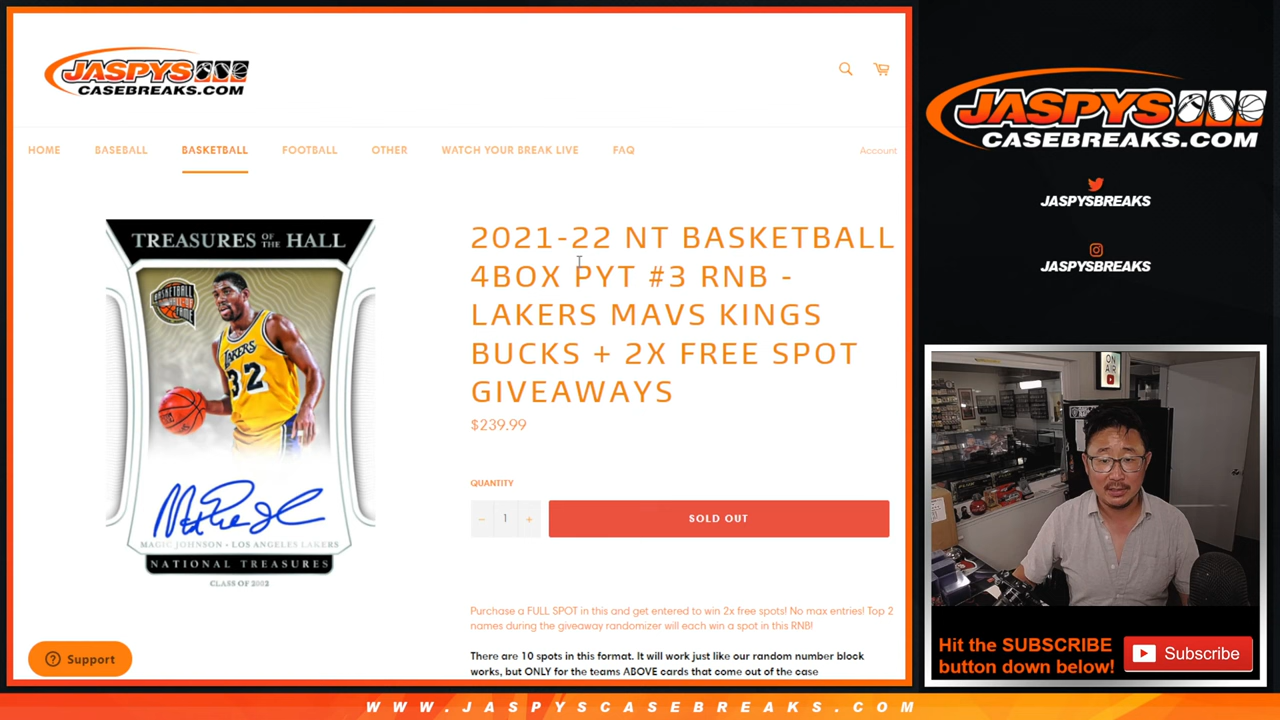 JASPYS
CASEBREAKS.COM
HOME
BASEBALL
BASKETBALL
FOOTBALL
OTHER
WATCH YOUR BREAK LIVE
FAQ
Account
TREASURES OF THE HALL
BASKETBALL
HALL OF
FAME
LAKERS
32
MAGIC JOHNSON - LOS ANGELES LAKERS
NATIONAL TREASURES
CLASS OF 2002
2021-22 NT BASKETBALL
4BOX PYT #3 RNB -
LAKERS MAVS KINGS
BUCKS + 2X FREE SPOT
GIVEAWAYS
$239.99
QUANTITY
− 1 +
SOLD OUT
Purchase a FULL SPOT in this and get entered to win 2x free spots! No max entries! Top 2
names during the giveaway randomizer will each win a spot in this RNB!
There are 10 spots in this format. It will work just like our random number block
works, but ONLY for the teams ABOVE cards that come out of the case
Support
JASPYS
CASEBREAKS.COM
JASPYSBREAKS
JASPYSBREAKS
ON
AIR
Hit the SUBSCRIBE
button down below!
Subscribe
WWW.JASPYSCASEBREAKS.COM